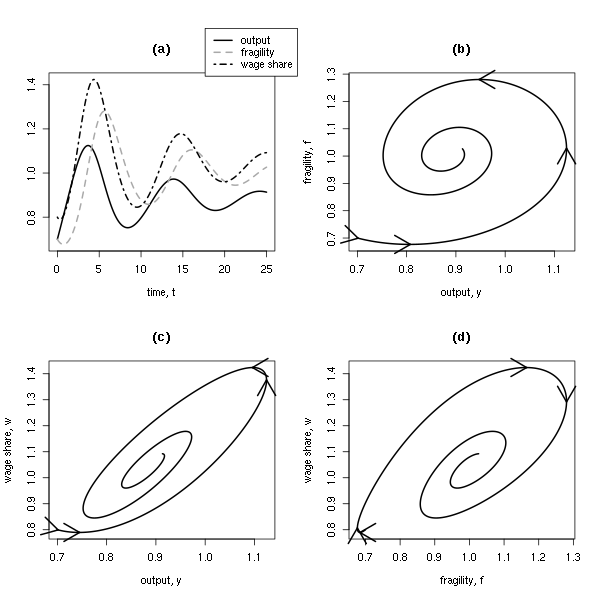 (a)
output
fragility
wage share
0.8 1.0 1.2 1.4
0 5 10 15 20 25
time, t
(b)
fragility, f
0.7 0.8 0.9 1.0 1.1 1.2 1.3
0.7 0.8 0.9 1.0 1.1
output, y
(c)
wage share, w
0.8 0.9 1.0 1.1 1.2 1.3 1.4
0.7 0.8 0.9 1.0 1.1
output, y
(d)
wage share, w
0.8 0.9 1.0 1.1 1.2 1.3 1.4
0.7 0.8 0.9 1.0 1.1 1.2 1.3
fragility, f